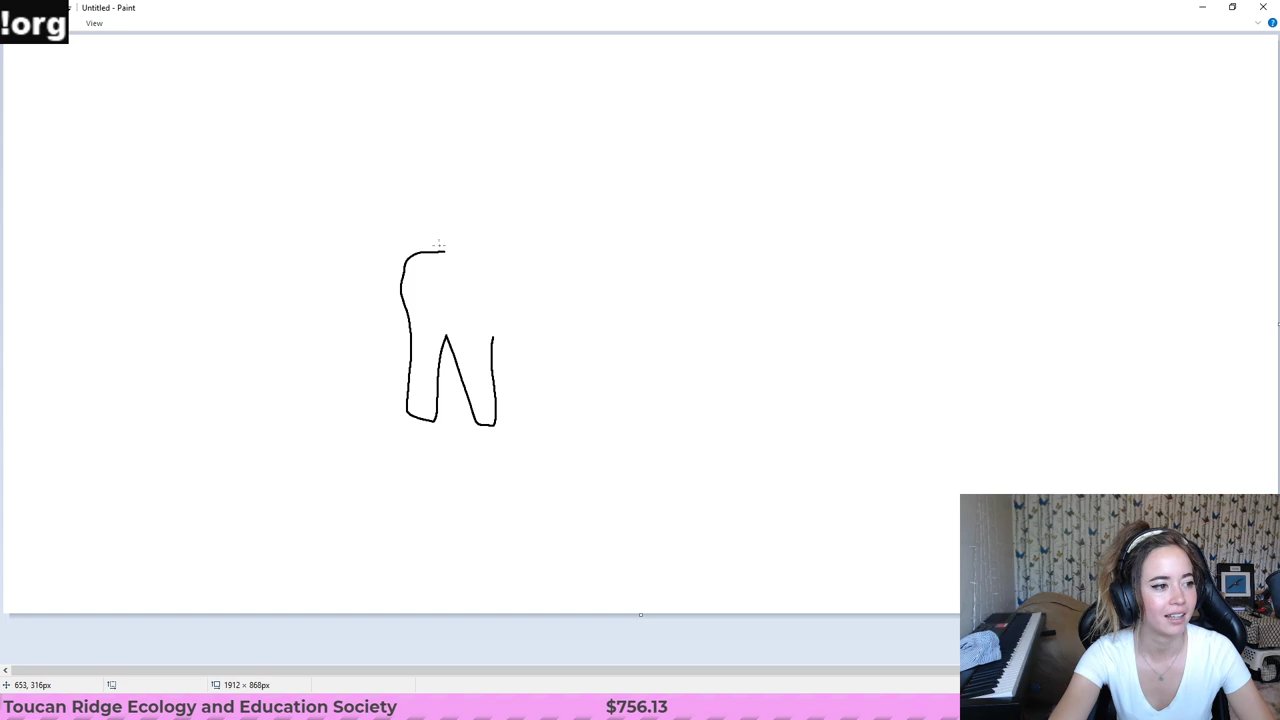 !org
Untitled - Paint
View
653, 316px
1912 × 868px
Toucan Ridge Ecology and Education Society
$756.13